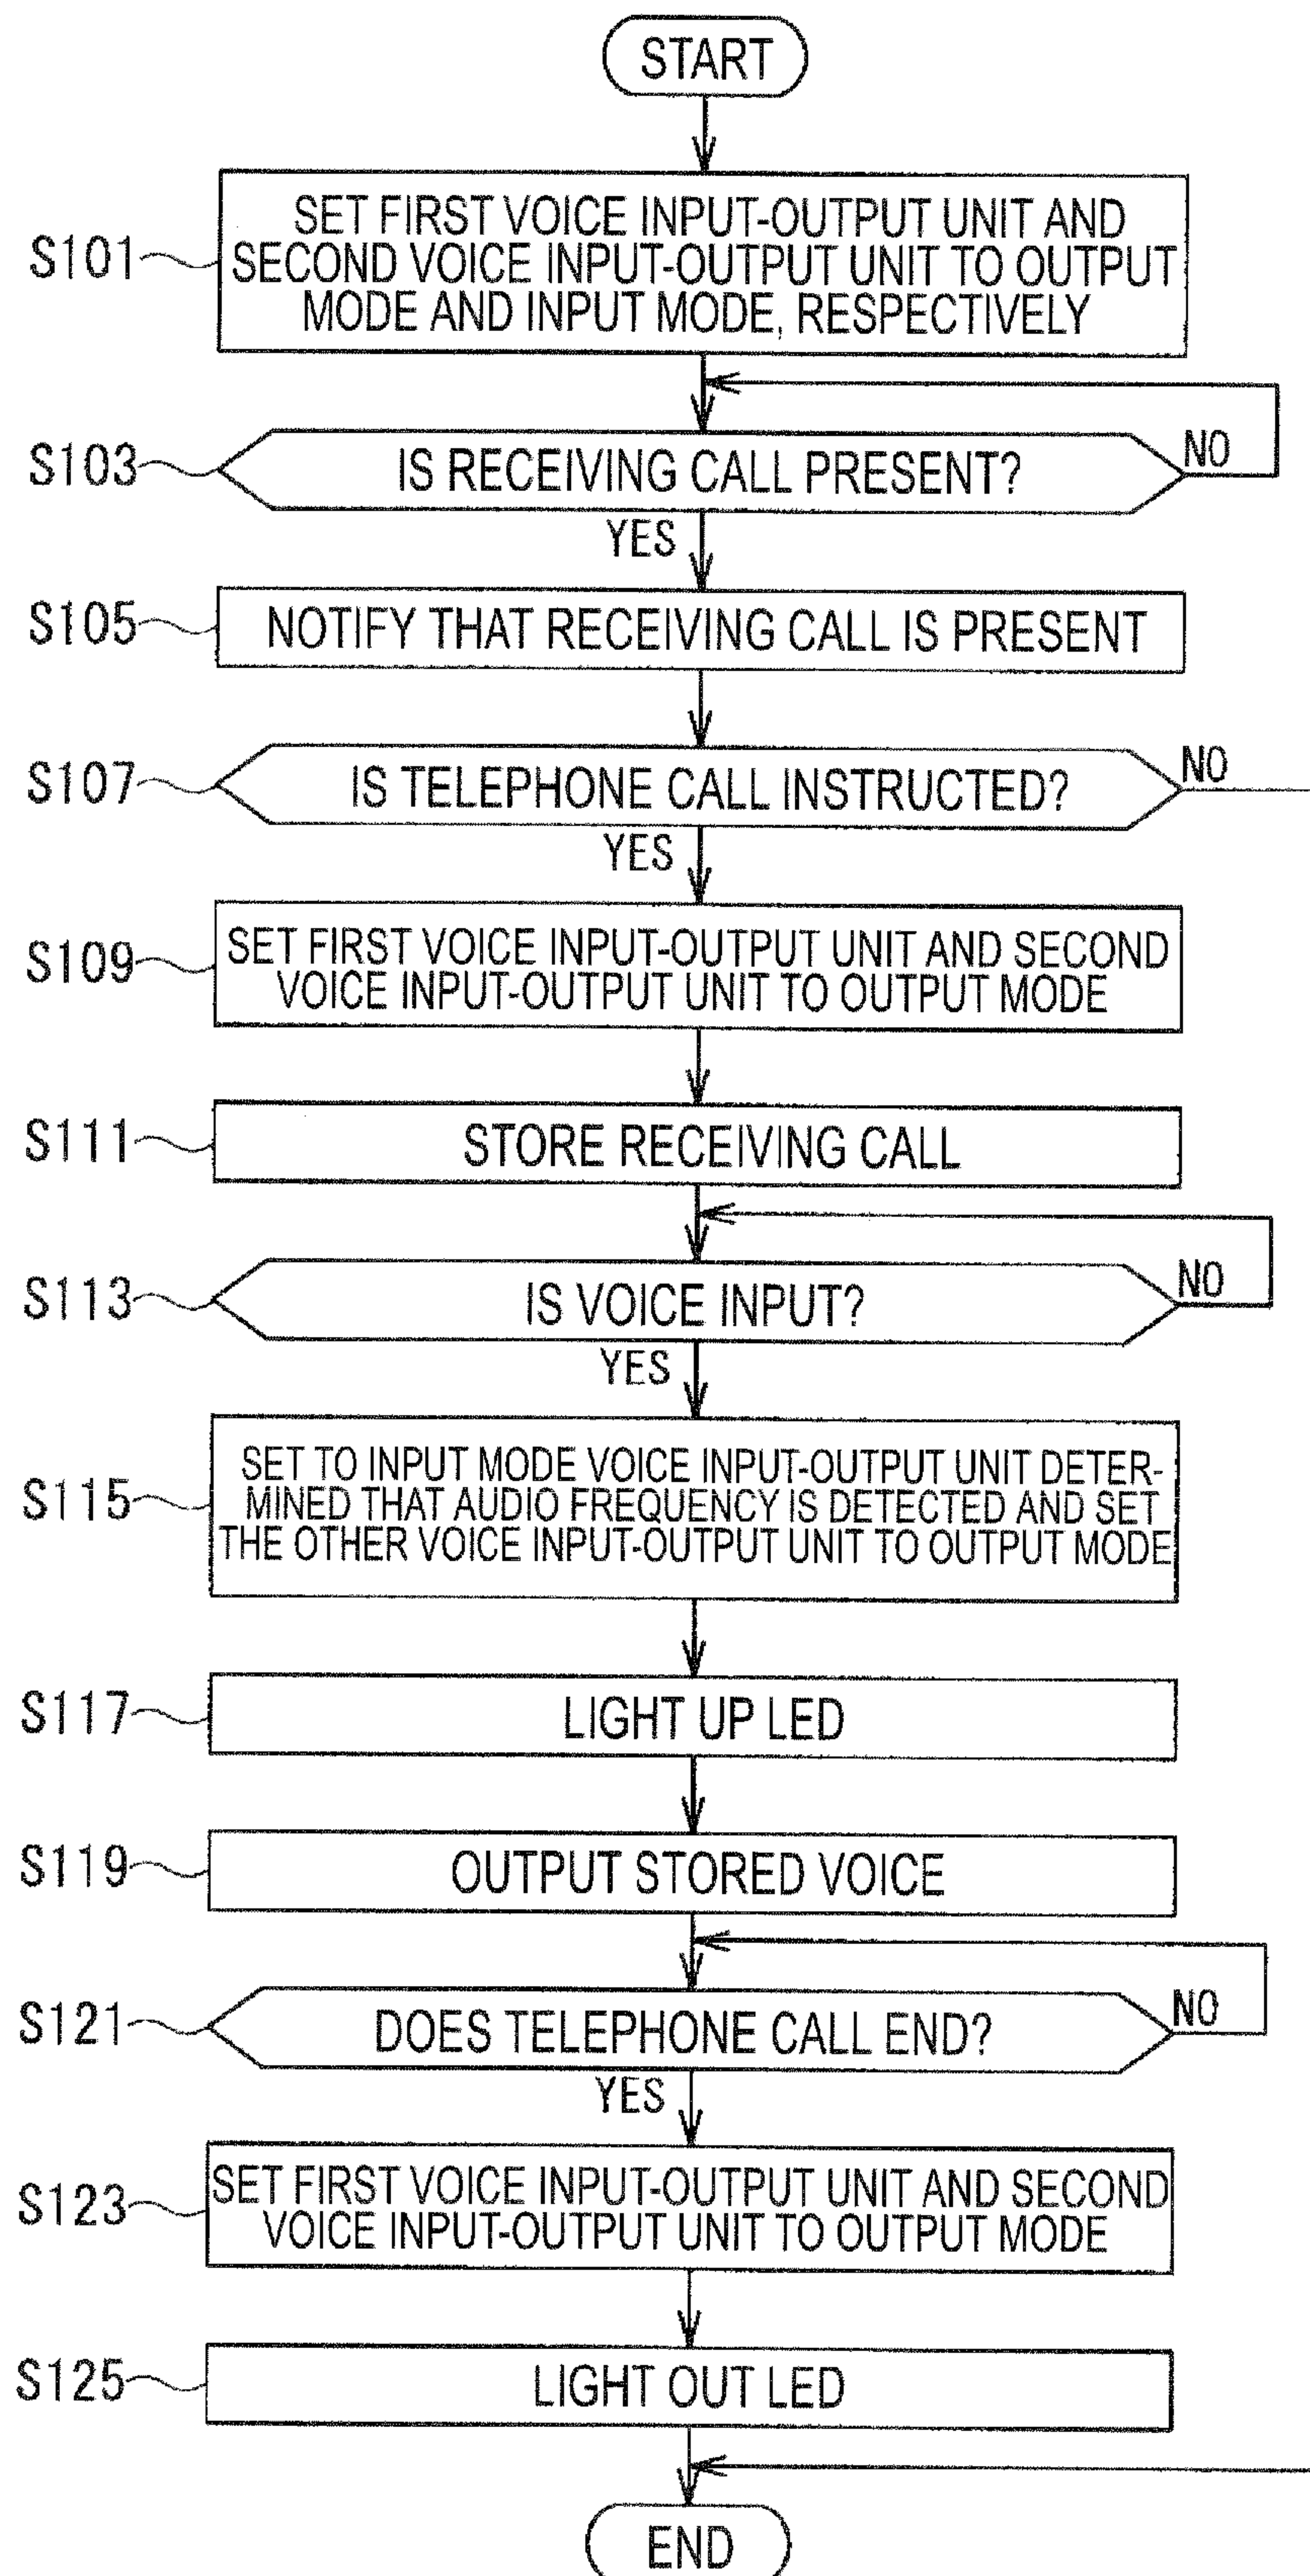 START
S101
SET FIRST VOICE INPUT-OUTPUT UNIT AND
SECOND VOICE INPUT-OUTPUT UNIT TO OUTPUT
MODE AND INPUT MODE, RESPECTIVELY
S103
IS RECEIVING CALL PRESENT?
NO
YES
S105
NOTIFY THAT RECEIVING CALL IS PRESENT
S107
IS TELEPHONE CALL INSTRUCTED?
NO
YES
S109
SET FIRST VOICE INPUT-OUTPUT UNIT AND SECOND
VOICE INPUT-OUTPUT UNIT TO OUTPUT MODE
S111
STORE RECEIVING CALL
S113
IS VOICE INPUT?
NO
YES
S115
SET TO INPUT MODE VOICE INPUT-OUTPUT UNIT DETER-
MINED THAT AUDIO FREQUENCY IS DETECTED AND SET
THE OTHER VOICE INPUT-OUTPUT UNIT TO OUTPUT MODE
S117
LIGHT UP LED
S119
OUTPUT STORED VOICE
S121
DOES TELEPHONE CALL END?
NO
YES
S123
SET FIRST VOICE INPUT-OUTPUT UNIT AND SECOND
VOICE INPUT-OUTPUT UNIT TO OUTPUT MODE
S125
LIGHT OUT LED
END